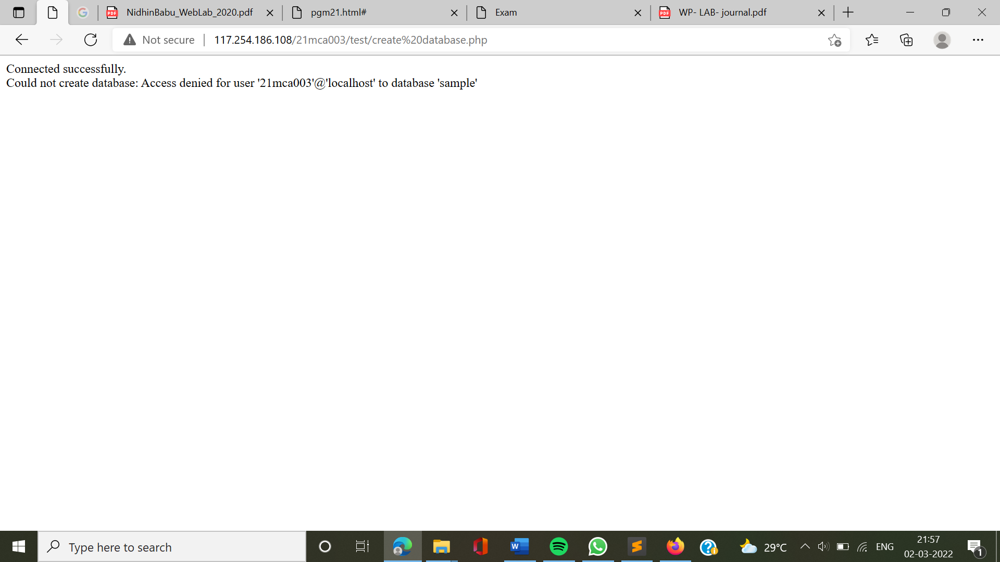 NidhinBabu_WebLab_2020.pdf
pgm21.html#
Exam
WP- LAB- journal.pdf
Not secure
117.254.186.108/21mca003/test/create%20database.php
Connected successfully.
Could not create database: Access denied for user '21mca003'@'localhost' to database 'sample'
Type here to search
29°C
ENG
21:57
02-03-2022
1